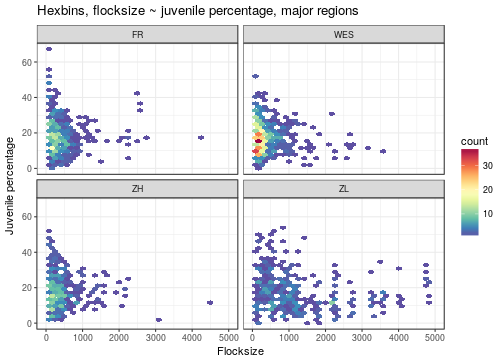 Hexbins, flocksize ~ juvenile percentage, major regions
FR
WES
60
40
20
0
ZH
ZL
60
40
20
0
0 1000 2000 3000 4000 5000
0 1000 2000 3000 4000 5000
Juvenile percentage
Flocksize
count
30
20
10